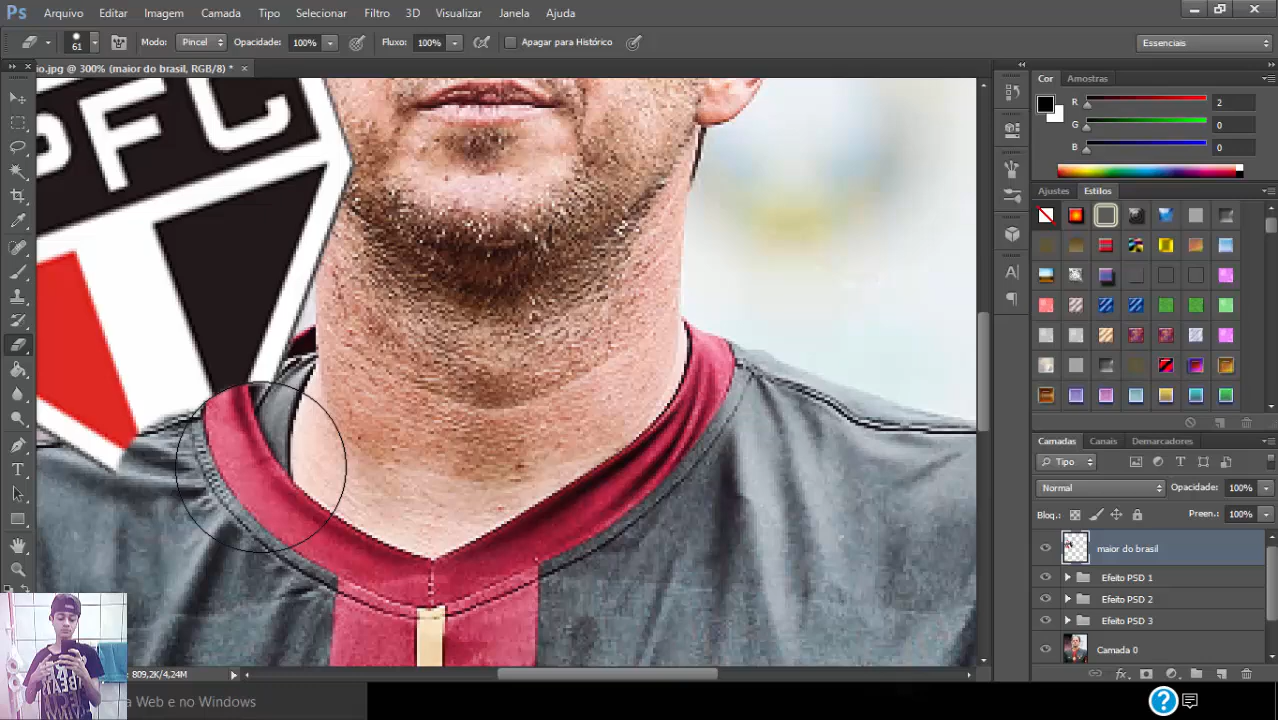 Ps Arquivo Editar Imagem Camada Tipo Selecionar Filtro 3D Visualizar Janela Ajuda
61 Modo: Pincel Opacidade: 100% Fluxo: 100% Apagar para Histórico Essenciais
io.jpg @ 300% (maior do brasil, RGB/8) * ×
Cor Amostras
R 2
G 0
B 0
PFC
Ajustes Estilos
Camadas Canais Demarcadores
Tipo
Normal Opacidade: 100%
Bloq.: Preen.: 100%
maior do brasil
Efeito PSD 1
Efeito PSD 2
Efeito PSD 3
Camada 0
809,2K/4,24M
a Web e no Windows